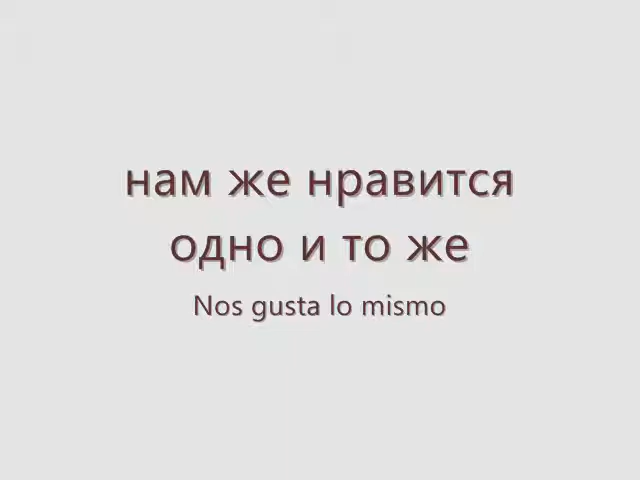 нам же нравится
одно и то же
Nos gusta lo mismo